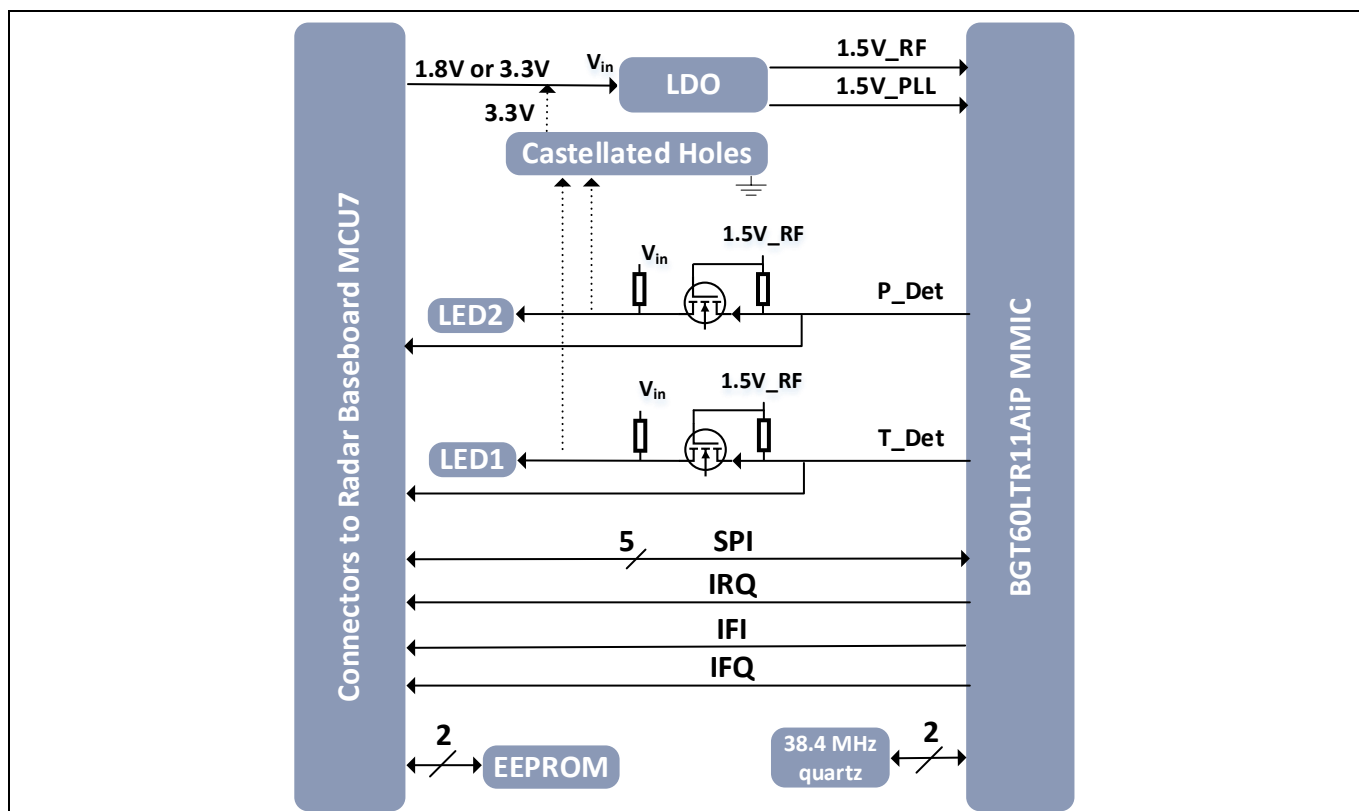 1.8V or 3.3V
Vin
LDO
1.5V_RF
1.5V_PLL
3.3V
Castellated Holes
1.5V_RF
Vin
P_Det
LED2
1.5V_RF
Vin
T_Det
LED1
5
SPI
IRQ
IFI
IFQ
2
EEPROM
38.4 MHz
quartz
2
Connectors to Radar Baseboard MCU7
BGT60LTR11AiP MMIC